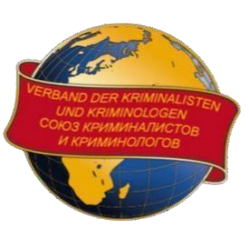 VERBAND DER KRIMINALISTEN
UND KRIMINOLOGEN
СОЮЗ КРИМИНАЛИСТОВ
И КРИМИНОЛОГОВ